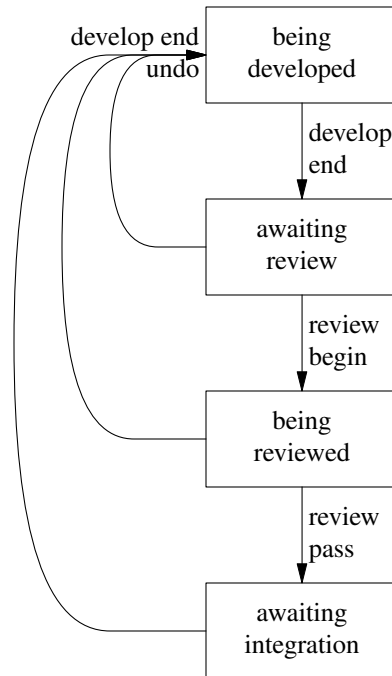 develop end
undo
being
developed
develop
end
awaiting
review
review
begin
being
reviewed
review
pass
awaiting
integration